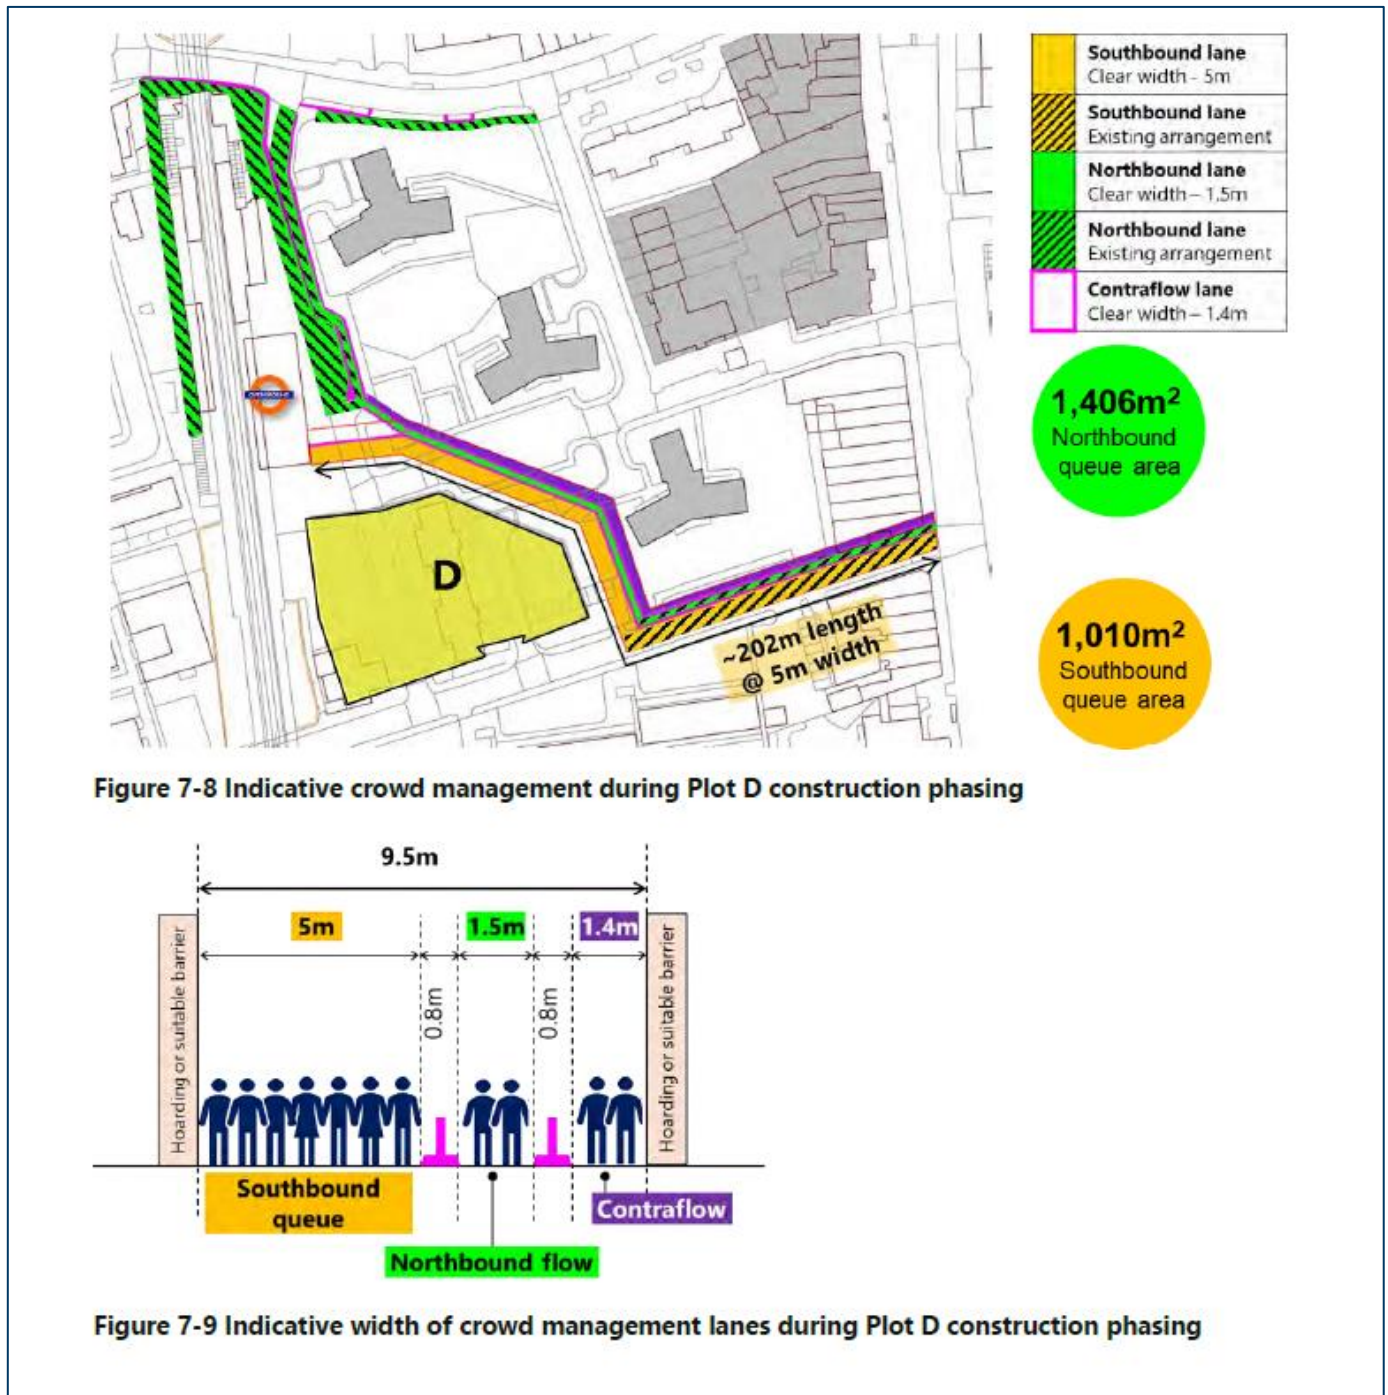 Southbound lane
Clear width - 5m
Southbound lane
Existing arrangement
Northbound lane
Clear width – 1.5m
Northbound lane
Existing arrangement
Contraflow lane
Clear width – 1.4m
1,406m²
Northbound
queue area
D
~202m length
@ 5m width
1,010m²
Southbound
queue area
Figure 7-8 Indicative crowd management during Plot D construction phasing
9.5m
5m
1.5m
1.4m
Hoarding or suitable barrier
0.8m
0.8m
Hoarding or suitable barrier
Southbound
queue
Contraflow
Northbound flow
Figure 7-9 Indicative width of crowd management lanes during Plot D construction phasing